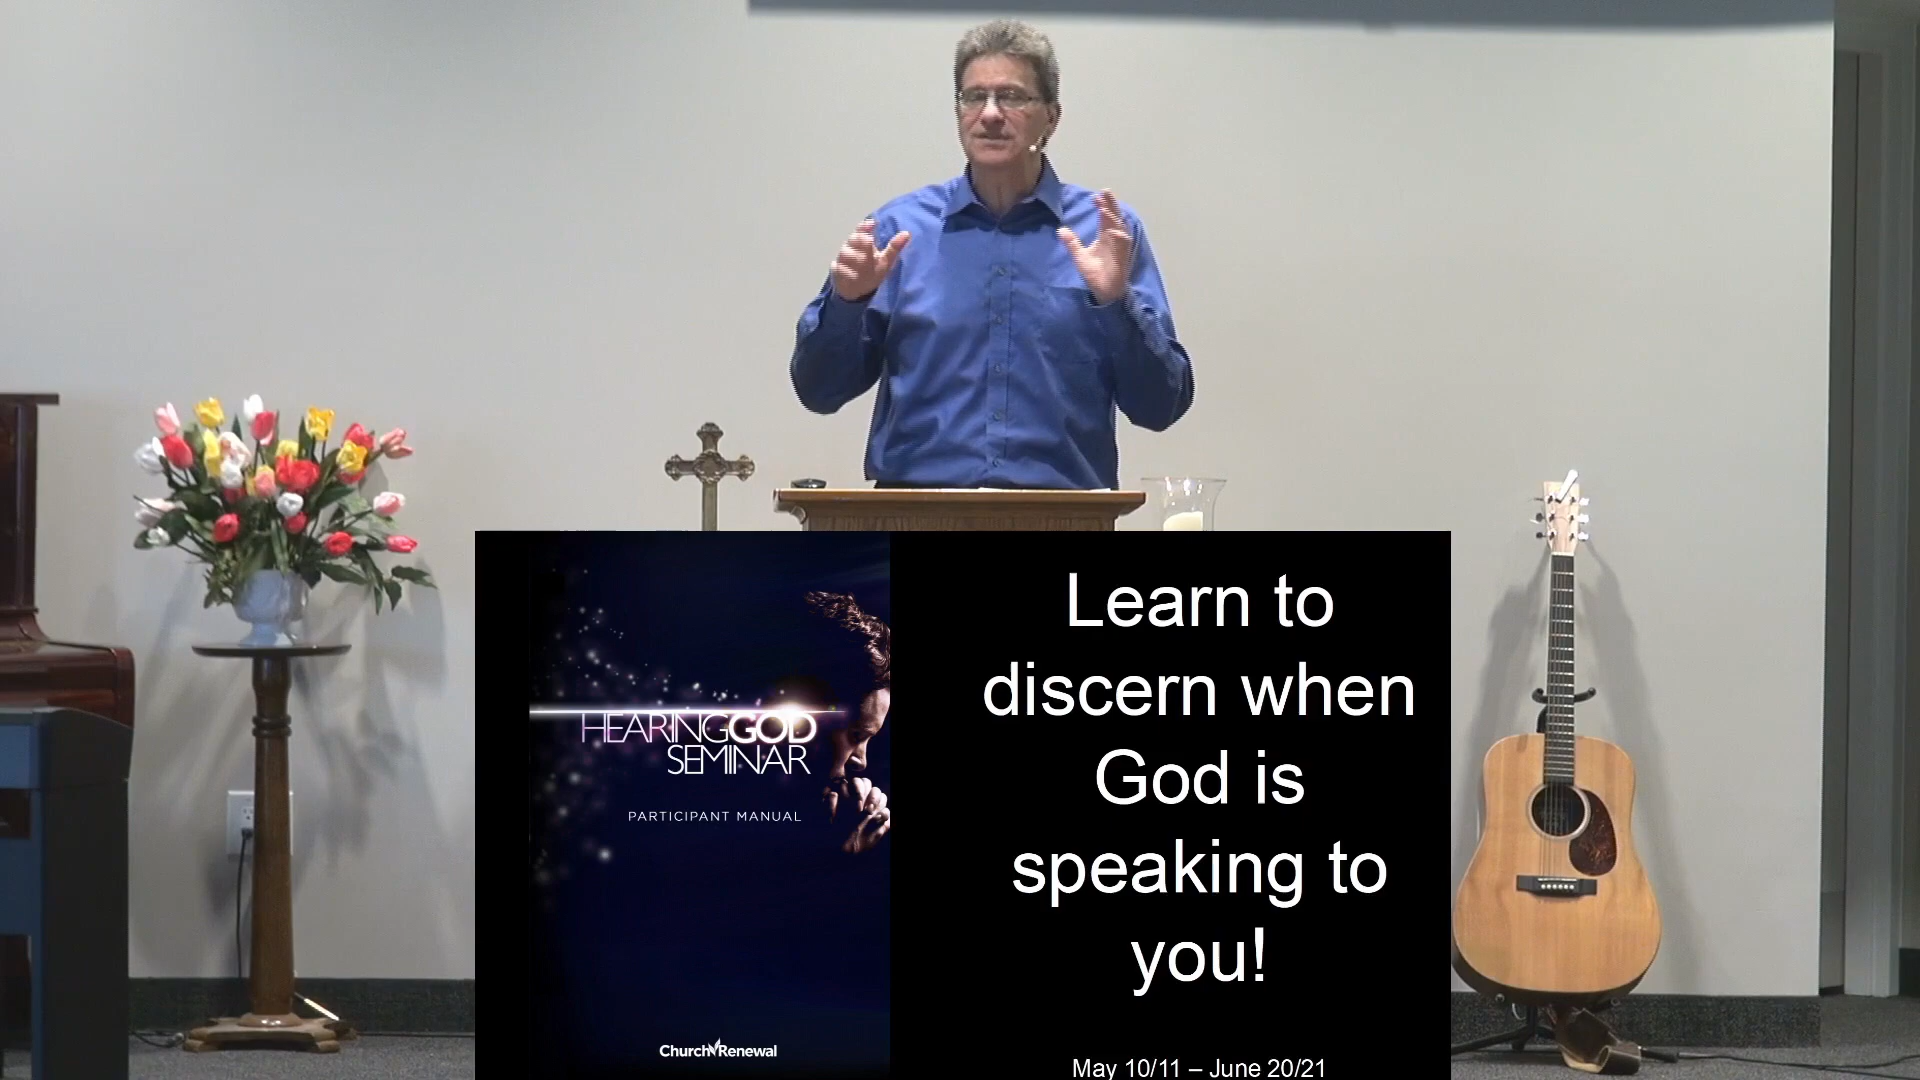 HEARINGGOD
SEMINAR
PARTICIPANT MANUAL
ChurchRenewal
Learn to
discern when
God is
speaking to
you!
May 10/11 – June 20/21